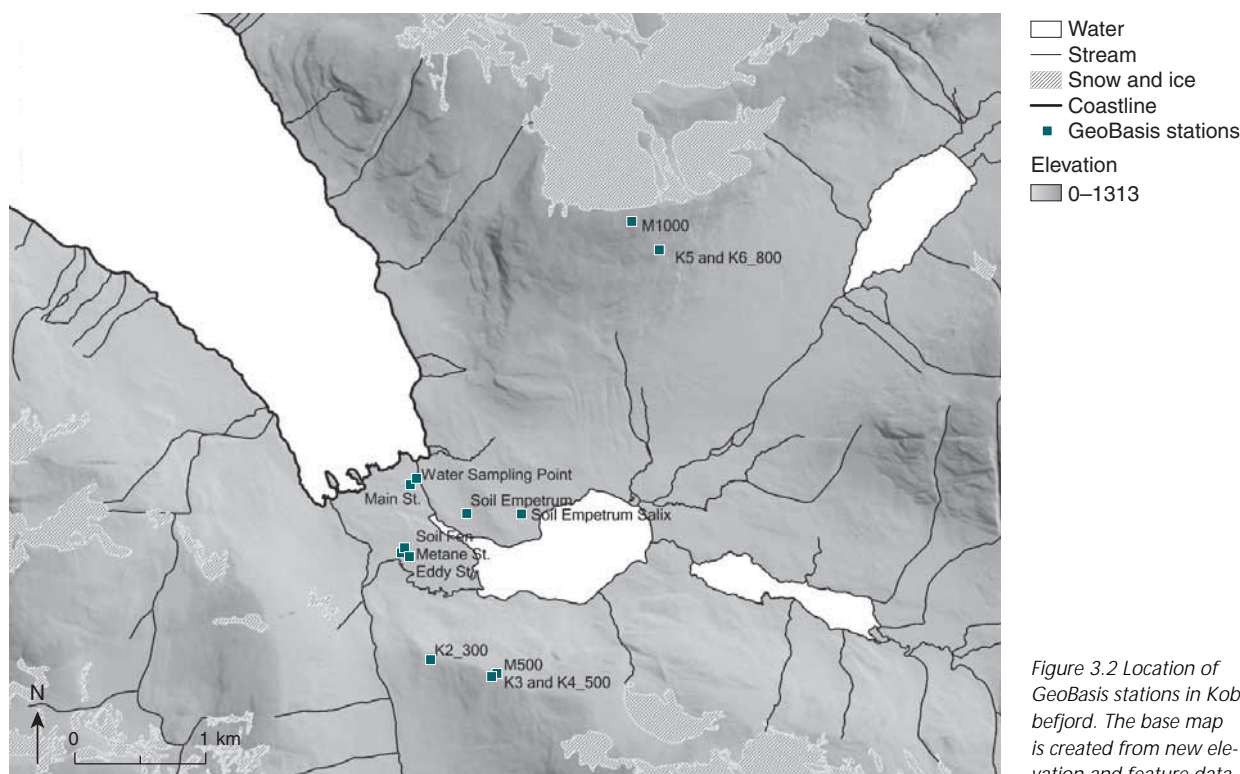 Water
Stream
Snow and ice
Coastline
GeoBasis stations
Elevation
0–1313
M1000
K5 and K6_800
Water Sampling Point
Main St.
Soil Empetrum
Soil Empetrum Salix
Soil Fen
Metane St.
Eddy St.
K2_300
M500
K3 and K4_500
N
0 1 km
Figure 3.2 Location of
GeoBasis stations in Kob-
befjord. The base map
is created from new ele-
vation and feature data